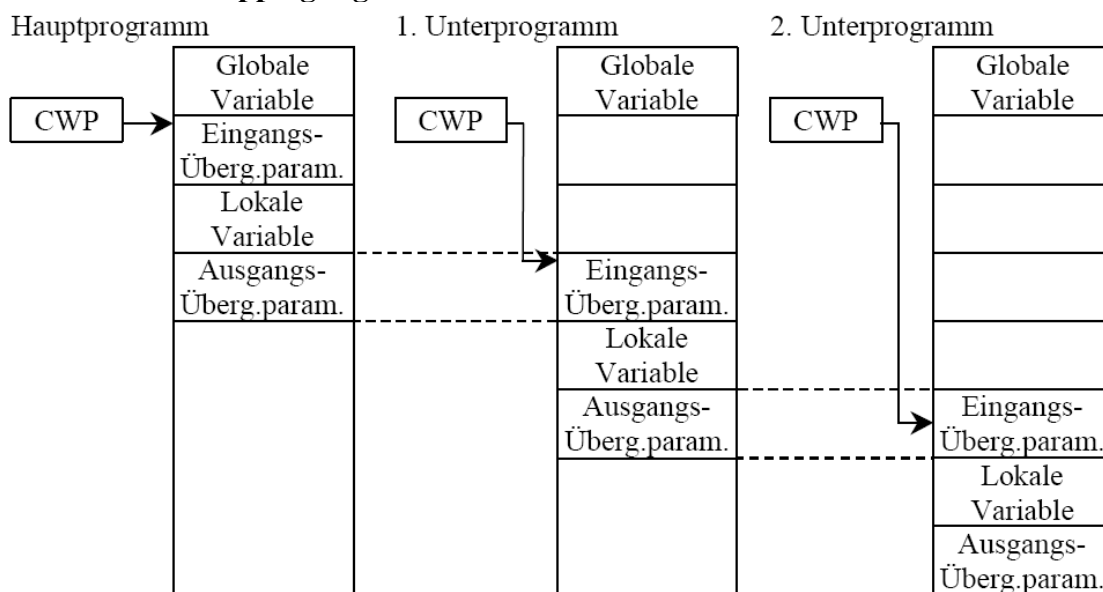 Hauptprogramm
1. Unterprogramm
2. Unterprogramm
Globale
Variable
Globale
Variable
Globale
Variable
CWP
CWP
CWP
Eingangs-
Überg.param.
Lokale
Variable
Ausgangs-
Überg.param.
Eingangs-
Überg.param.
Lokale
Variable
Ausgangs-
Überg.param.
Eingangs-
Überg.param.
Lokale
Variable
Ausgangs-
Überg.param.